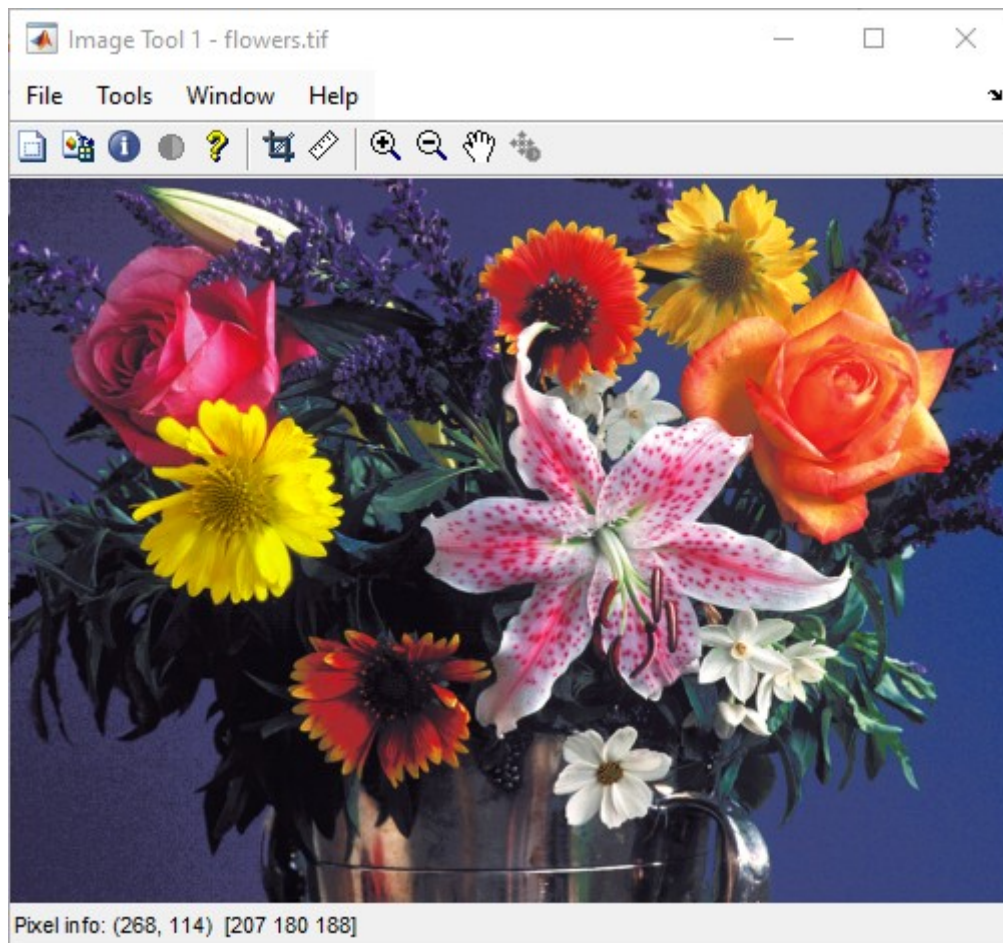 Image Tool 1 - flowers.tif
File Tools Window Help
Pixel info: (268, 114) [207 180 188]